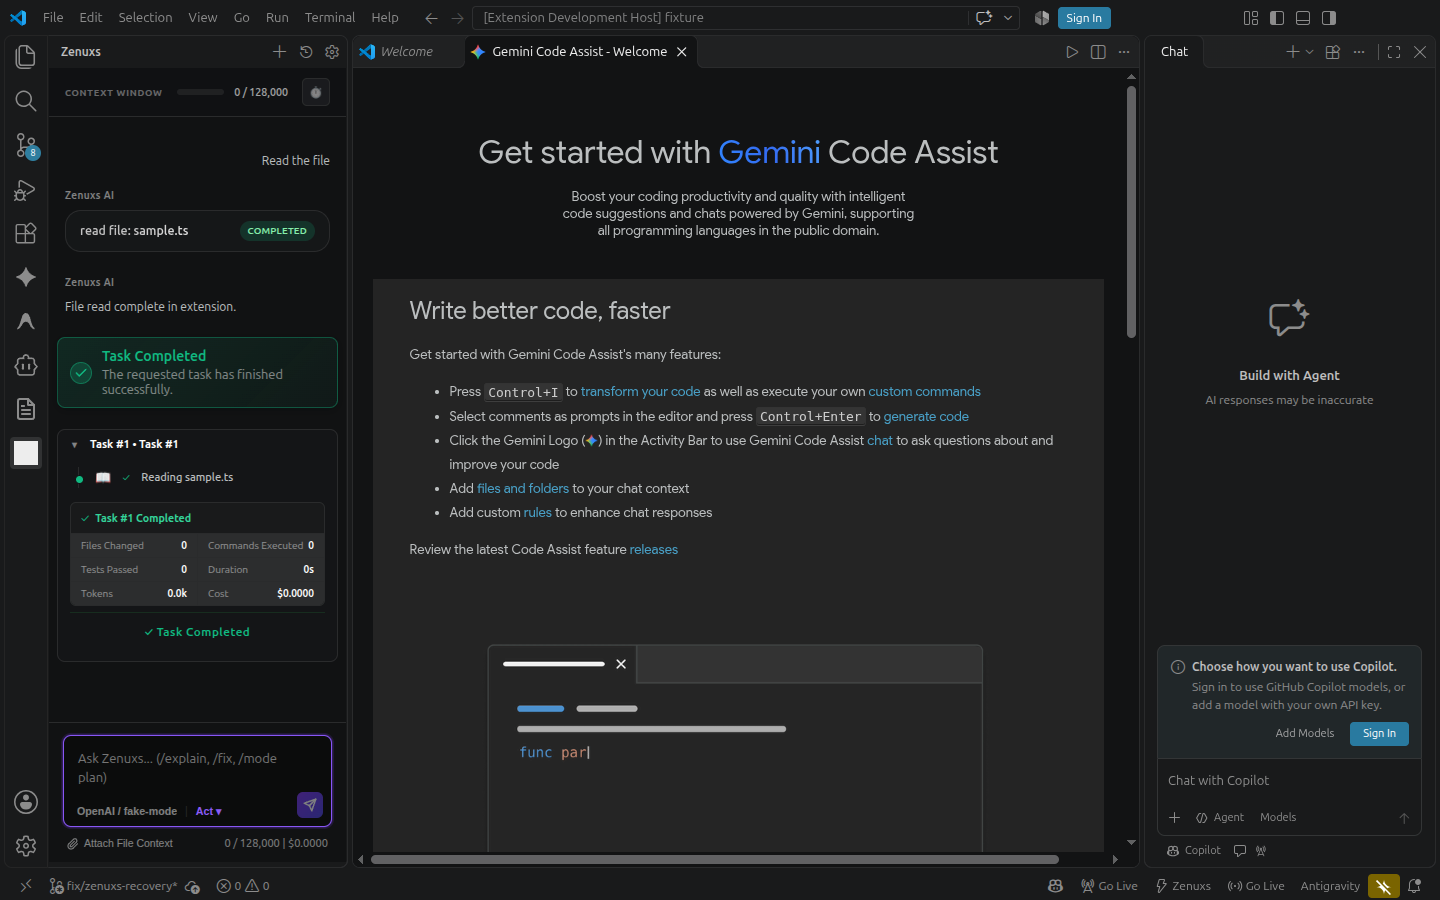 File Edit Selection View Go Run Terminal Help
[Extension Development Host] fixture
Sign In
Zenuxs
CONTEXT WINDOW 0 / 128,000
Read the file
Zenuxs AI
read file: sample.ts COMPLETED
Zenuxs AI
File read complete in extension.
Task Completed
The requested task has finished
successfully.
Task #1 • Task #1
Reading sample.ts
Task #1 Completed
Files Changed 0 Commands Executed 0
Tests Passed 0 Duration 0s
Tokens 0.0k Cost $0.0000
Task Completed
Ask Zenuxs... (/explain, /fix, /mode
plan)
OpenAI / fake-mode Act
Attach File Context 0 / 128,000 | $0.0000
8
Welcome
Gemini Code Assist - Welcome
Get started with Gemini Code Assist
Boost your coding productivity and quality with intelligent
code suggestions and chats powered by Gemini, supporting
all programming languages in the public domain.
Write better code, faster
Get started with Gemini Code Assist's many features:
• Press Control+I to transform your code as well as execute your own custom commands
• Select comments as prompts in the editor and press Control+Enter to generate code
• Click the Gemini Logo ( ) in the Activity Bar to use Gemini Code Assist chat to ask questions about and
improve your code
• Add files and folders to your chat context
• Add custom rules to enhance chat responses
Review the latest Code Assist feature releases
func par
Chat
Build with Agent
AI responses may be inaccurate
Choose how you want to use Copilot.
Sign in to use GitHub Copilot models, or
add a model with your own API key.
Add Models Sign In
Chat with Copilot
Agent Models
Copilot
fix/zenuxs-recovery* 0 0
Go Live Zenuxs Go Live Antigravity